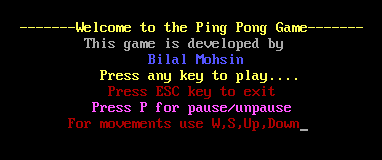 -------Welcome to the Ping Pong Game-------
This game is developed by
Bilal Mohsin
Press any key to play....
Press ESC key to exit
Press P for pause/unpause
For movements use W,S,Up,Down_